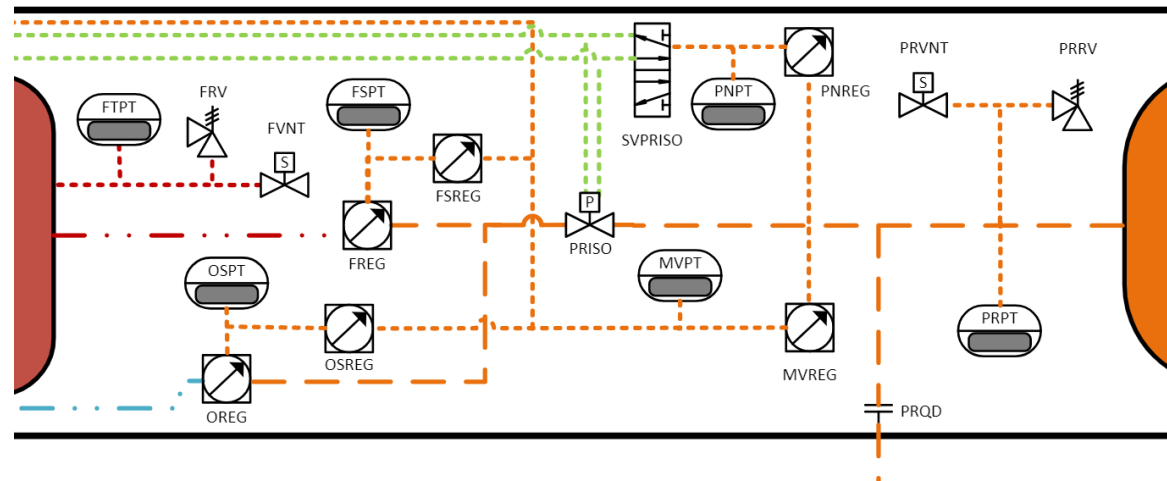 FTPT
FRV
FVNT
S
FSPT
FSREG
FREG
OSPT
OSREG
OREG
SVPRISO
PNPT
PNREG
P
PRISO
MVPT
MVREG
PRVNT
S
PRRV
PRPT
PRQD